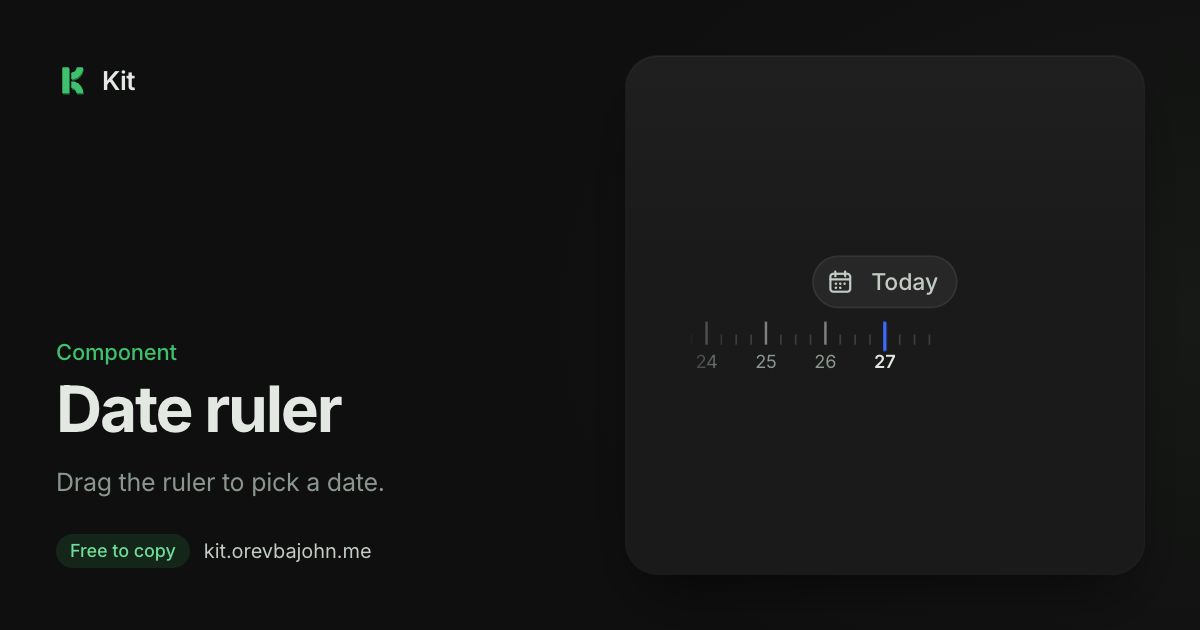 Kit
Component
Date ruler
Drag the ruler to pick a date.
Free to copy kit.orevbajohn.me
Today
24 25 26 27